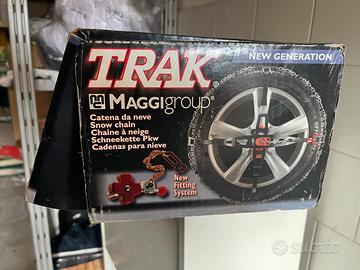 TRAK
NEW GENERATION
MAGGIgroup®
Catena da neve
Snow chain
Chaîne à neige
Schneekette Pkw
Cadenas para nieve
New
Fitting
System
subito